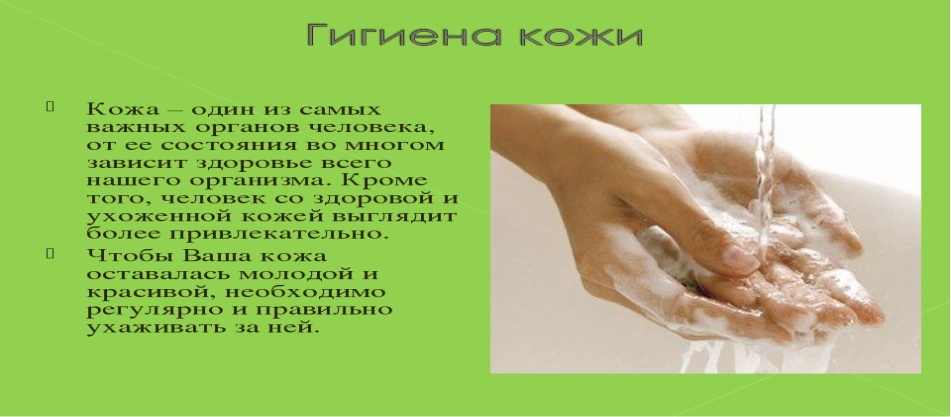 Гигиена кожи
Кожа – один из самых
важных органов человека,
от ее состояния во многом
зависит здоровье всего
нашего организма. Кроме
того, человек со здоровой и
ухоженной кожей выглядит
более привлекательно.
Чтобы Ваша кожа
оставалась молодой и
красивой, необходимо
регулярно и правильно
ухаживать за ней.